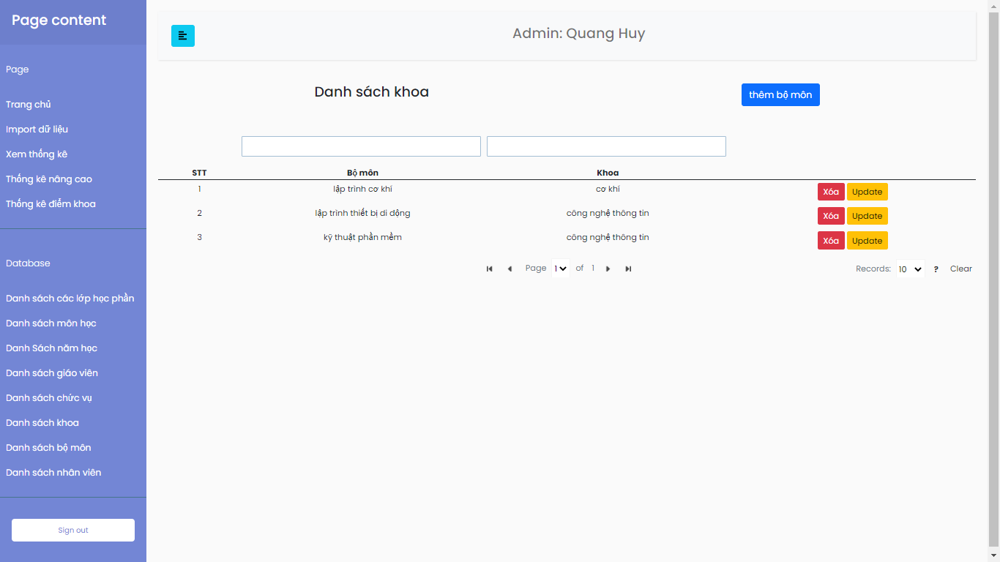 Page content
Page
Trang chủ
Import dữ liệu
Xem thống kê
Thống kê nâng cao
Thống kê điểm khoa
Database
Danh sách các lớp học phần
Danh sách môn học
Danh Sách năm học
Danh sách giáo viên
Danh sách chức vụ
Danh sách khoa
Danh sách bộ môn
Danh sách nhân viên
Sign out
Admin: Quang Huy
Danh sách khoa
thêm bộ môn
STT Bộ môn Khoa
1 lập trình cơ khí cơ khí Xóa Update
2 lập trình thiết bị di động công nghệ thông tin Xóa Update
3 kỹ thuật phần mềm công nghệ thông tin Xóa Update
Page 1 of 1 Records: 10 ? Clear